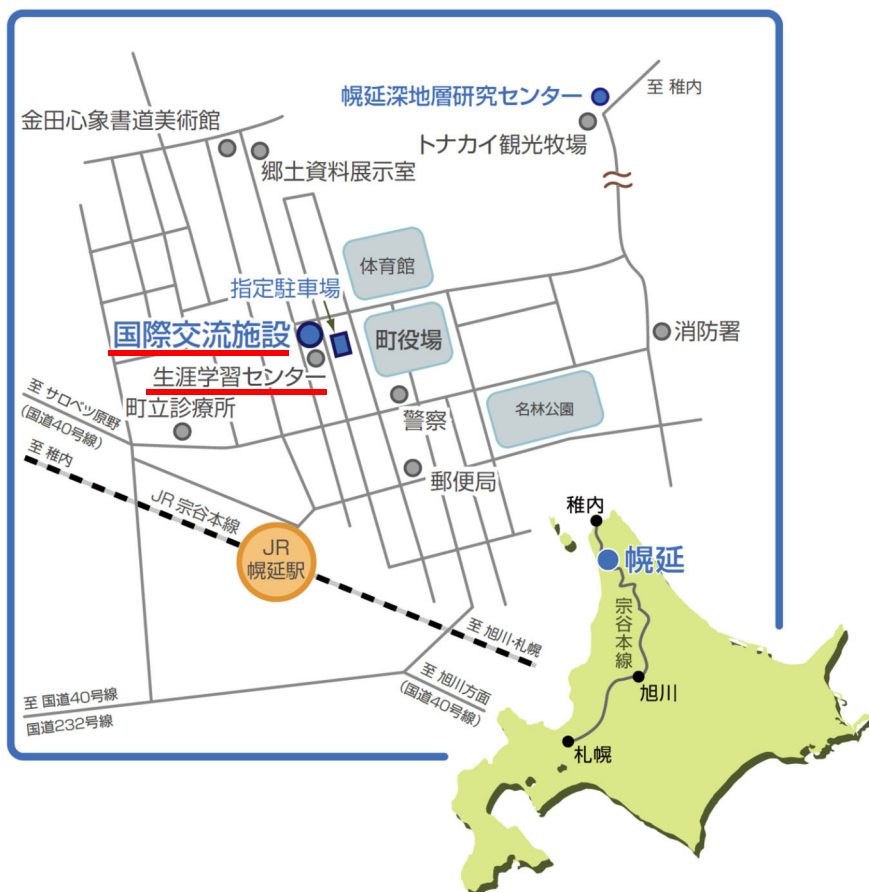 幌延深地層研究センター
至 稚内
金田心象書道美術館
トナカイ観光牧場
郷土資料展示室
体育館
指定駐車場
国際交流施設
町役場
消防署
生涯学習センター
至 サロベツ原野
(国道40号線)
町立診療所
警察
名林公園
至 稚内
郵便局
JR 宗谷本線
JR
幌延駅
稚内
幌延
宗谷本線
至 旭川・札幌
至 旭川方面
(国道40号線)
至 国道40号線
国道232号線
旭川
札幌